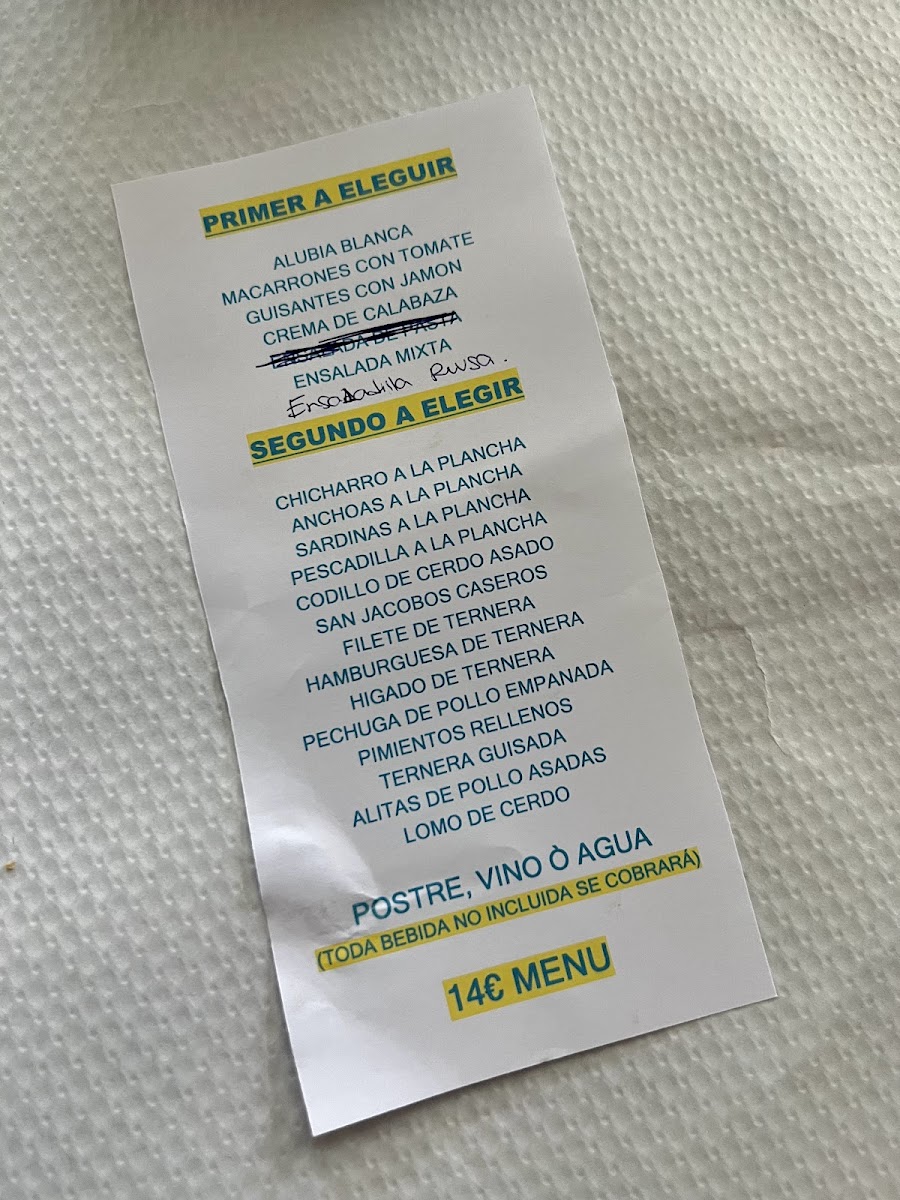 PRIMER A ELEGUIR
ALUBIA BLANCA
MACARRONES CON TOMATE
GUISANTES CON JAMON
CREMA DE CALABAZA
ENSALADA DE PASTA
ENSALADA MIXTA
Ensaladilla Rusa.
SEGUNDO A ELEGIR
CHICHARRO A LA PLANCHA
ANCHOAS A LA PLANCHA
SARDINAS A LA PLANCHA
PESCADILLA A LA PLANCHA
CODILLO DE CERDO ASADO
SAN JACOBOS CASEROS
FILETE DE TERNERA
HAMBURGUESA DE TERNERA
HIGADO DE TERNERA
PECHUGA DE POLLO EMPANADA
PIMIENTOS RELLENOS
TERNERA GUISADA
ALITAS DE POLLO ASADAS
LOMO DE CERDO
POSTRE, VINO Ò AGUA
(TODA BEBIDA NO INCLUIDA SE COBRARÁ)
14€ MENU